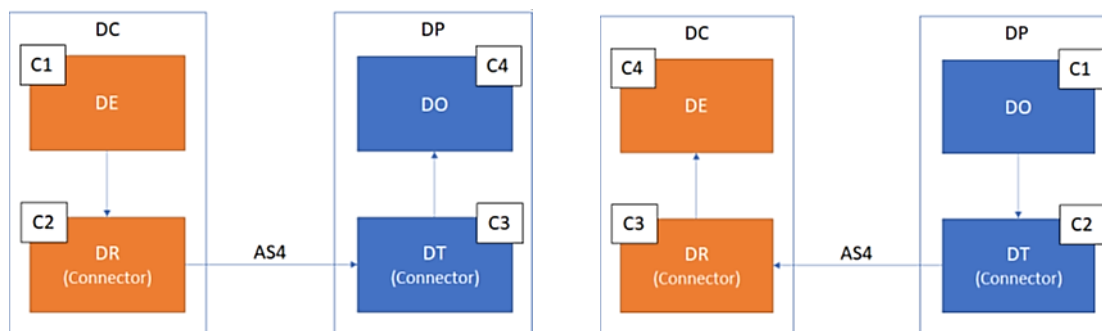 DC
C1
DE
C2
DR
(Connector)
AS4
DP
C4
DO
C3
DT
(Connector)
DC
C4
DE
C3
DR
(Connector)
AS4
DP
C1
DO
C2
DT
(Connector)